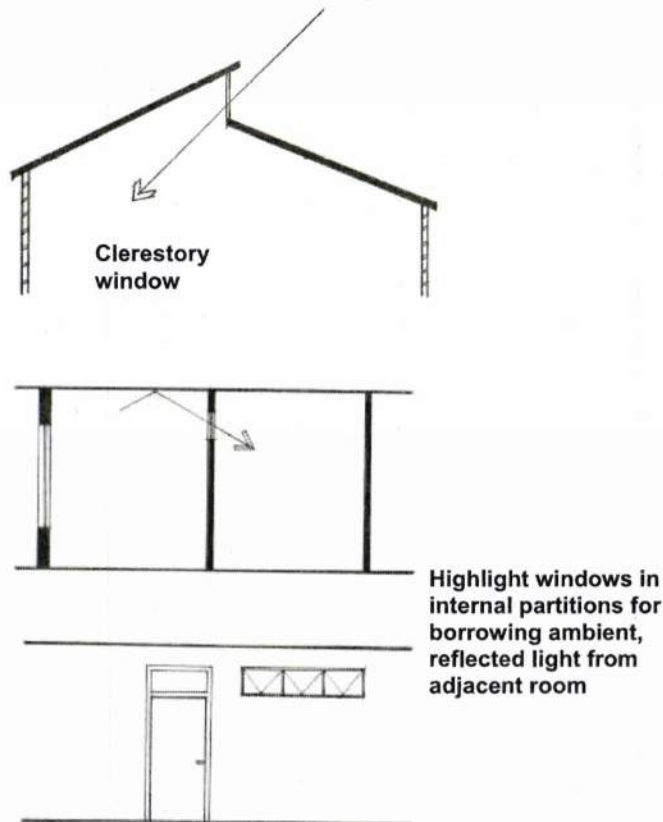 Clerestory
window
Highlight windows in
internal partitions for
borrowing ambient,
reflected light from
adjacent room